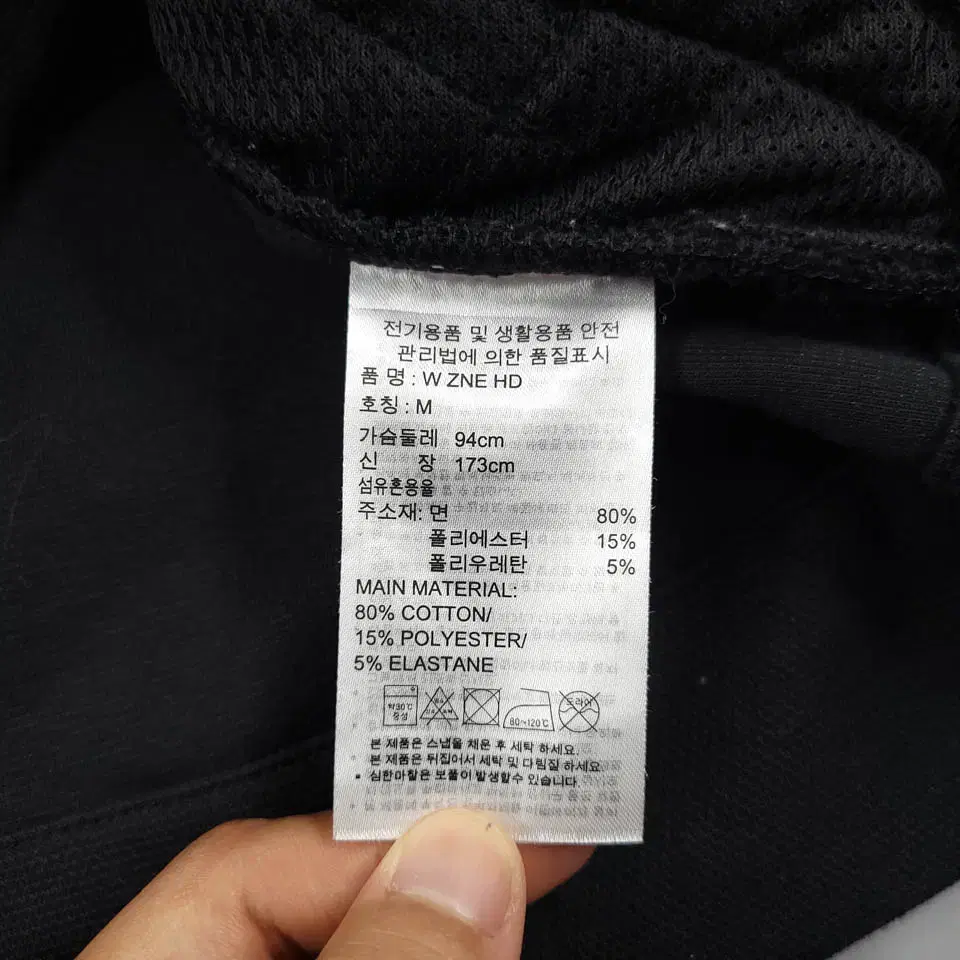 전기용품 및 생활용품 안전
관리법에 의한 품질표시
품 명 : W ZNE HD
호칭 : M
가슴둘레 94cm
신 장 173cm
섬유혼용율
주소재: 면 80%
폴리에스터 15%
폴리우레탄 5%
MAIN MATERIAL:
80% COTTON/
15% POLYESTER/
5% ELASTANE
약30℃ 중성 80~120℃ 드라이
본 제품은 스냅을 채운 후 세탁 하세요.
본 제품은 뒤집어서 세탁 및 다림질 하세요.
심한마찰은 보풀이 발생할수 있습니다.